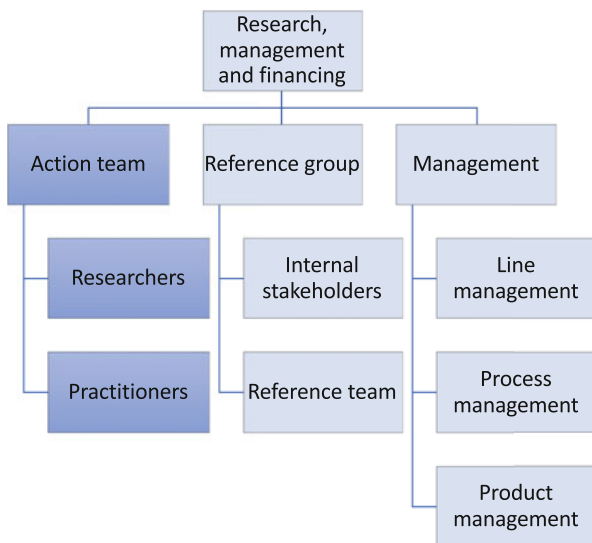 Research,
management
and financing
Action team
Reference group
Management
Researchers
Internal
stakeholders
Line
management
Practitioners
Reference team
Process
management
Product
management